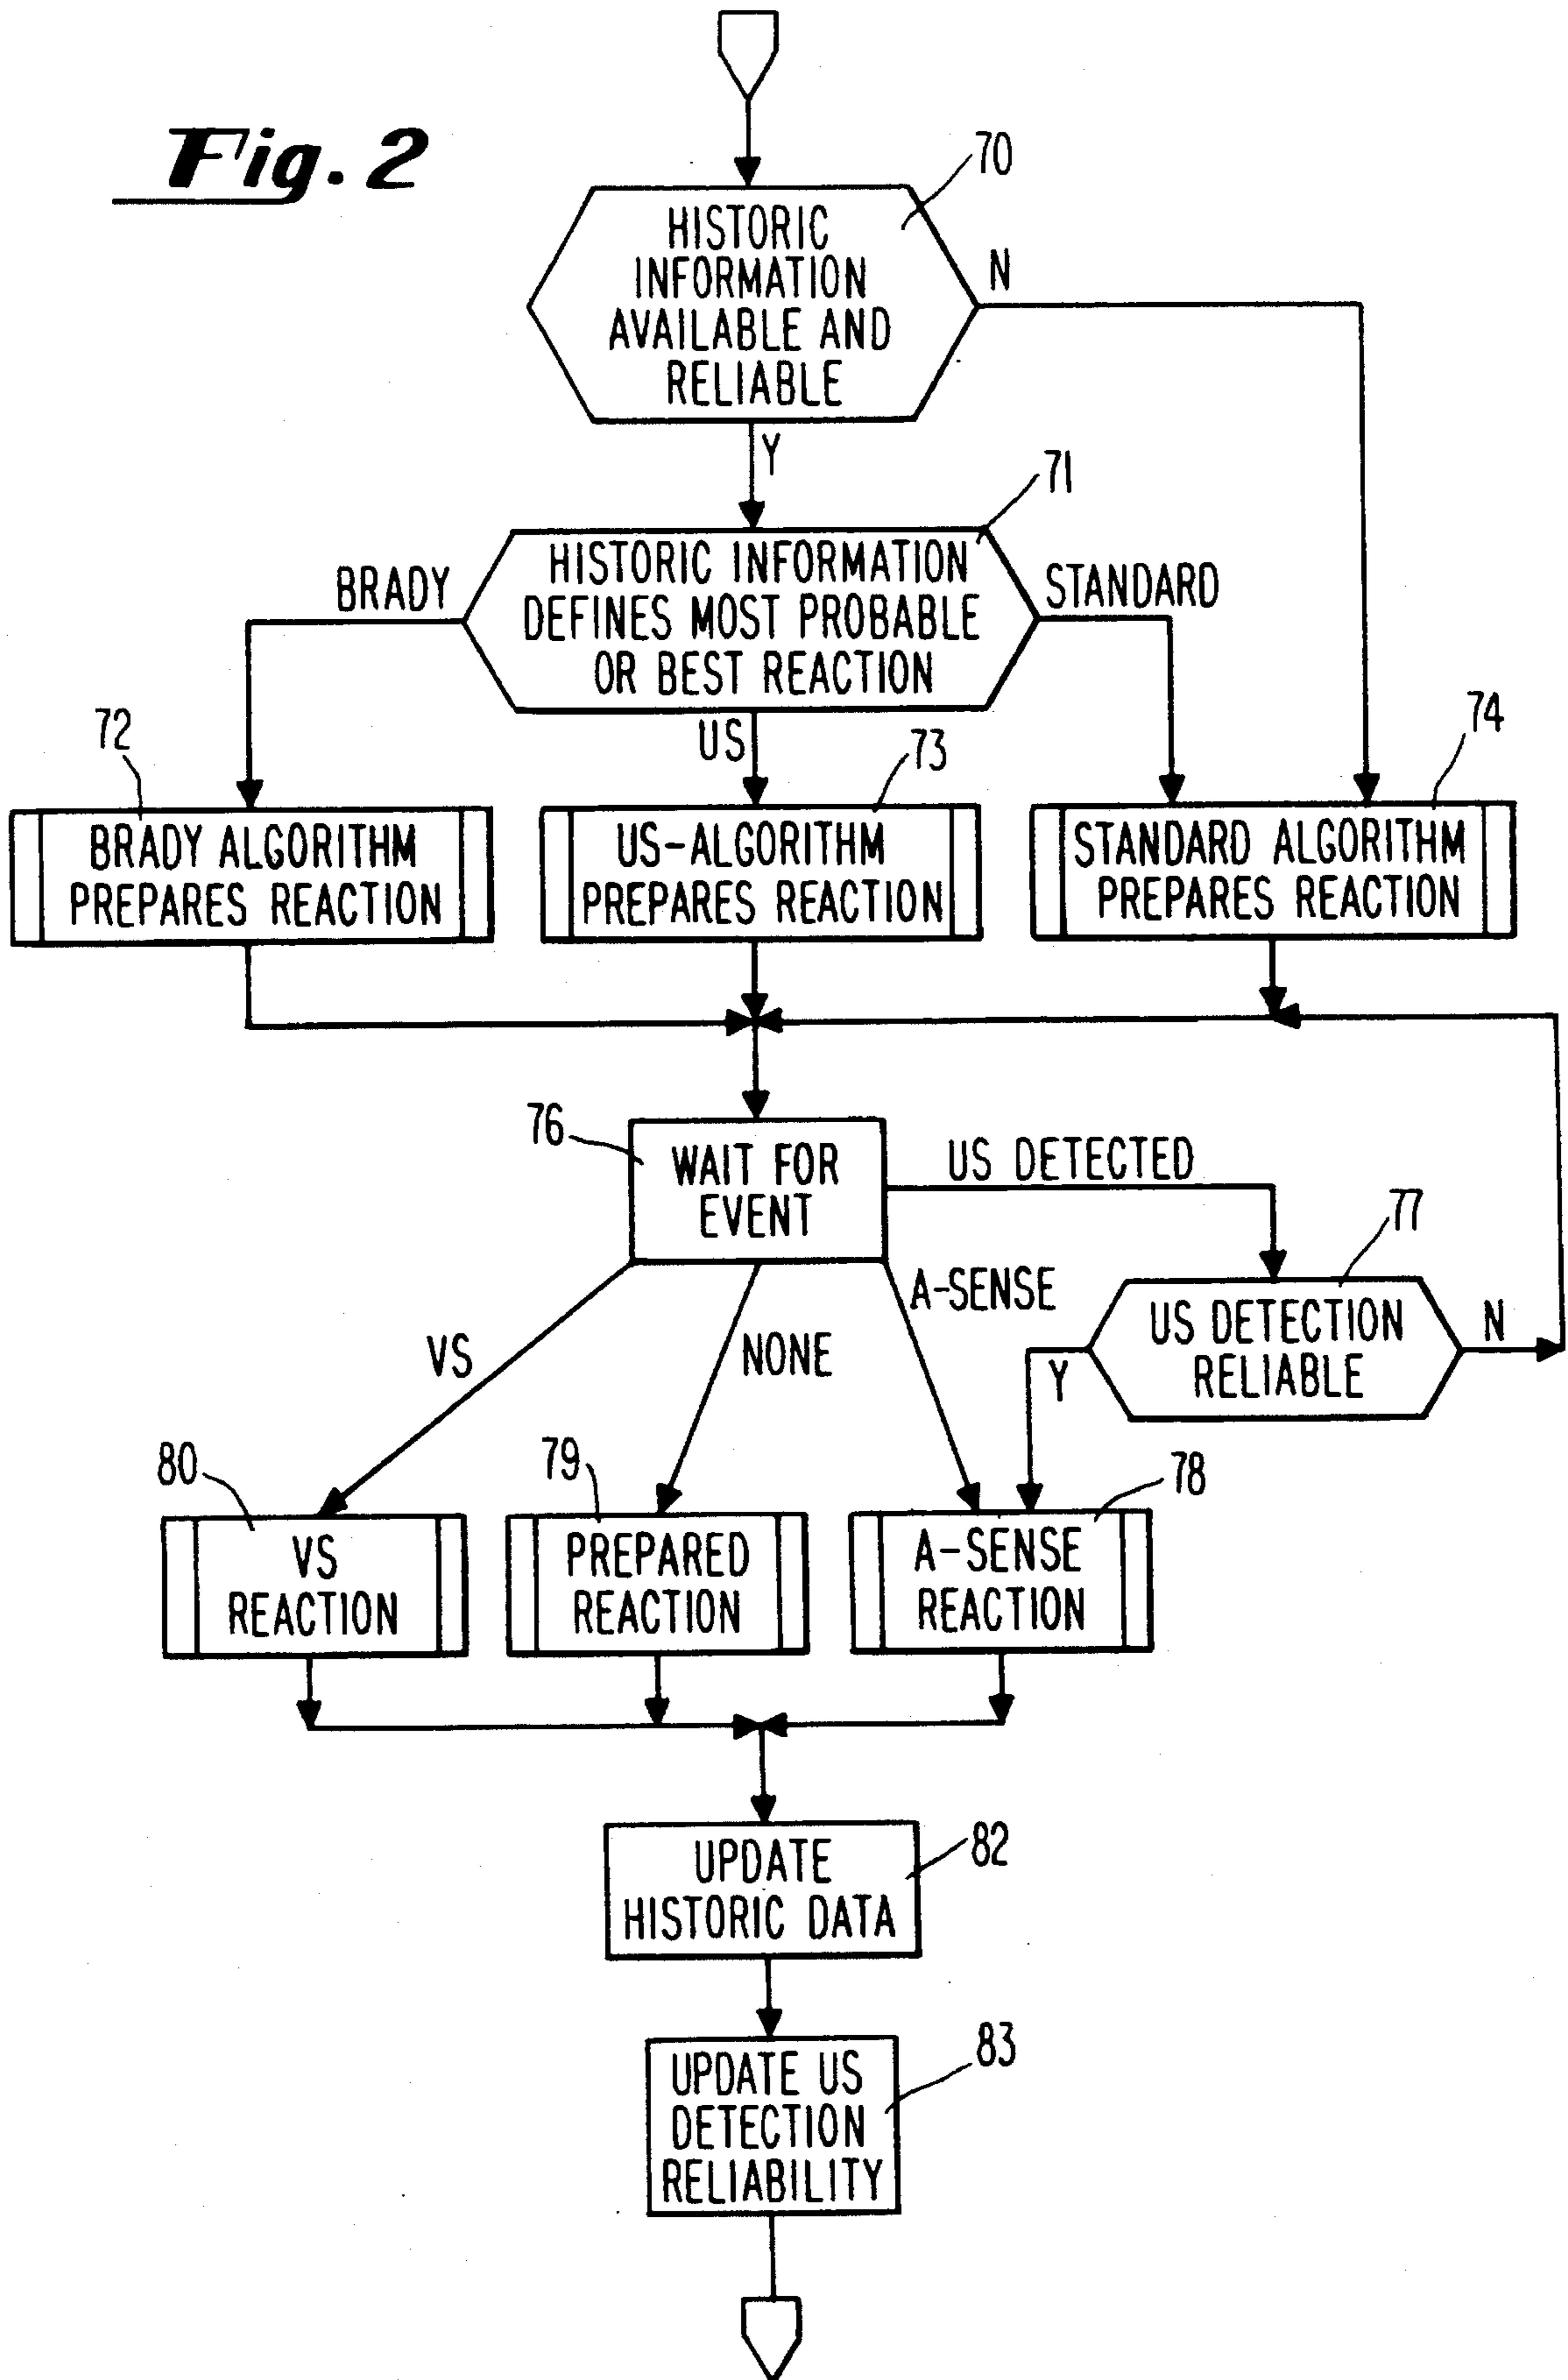 Fig. 2
70
HISTORIC
INFORMATION
AVAILABLE AND
RELIABLE
N
Y
71
HISTORIC INFORMATION
DEFINES MOST PROBABLE
OR BEST REACTION
BRADY
STANDARD
US
72
BRADY ALGORITHM
PREPARES REACTION
73
US-ALGORITHM
PREPARES REACTION
74
STANDARD ALGORITHM
PREPARES REACTION
76
WAIT FOR
EVENT
US DETECTED
77
US DETECTION
RELIABLE
N
Y
A-SENSE
NONE
VS
80
VS
REACTION
79
PREPARED
REACTION
78
A-SENSE
REACTION
82
UPDATE
HISTORIC DATA
83
UPDATE US
DETECTION
RELIABILITY